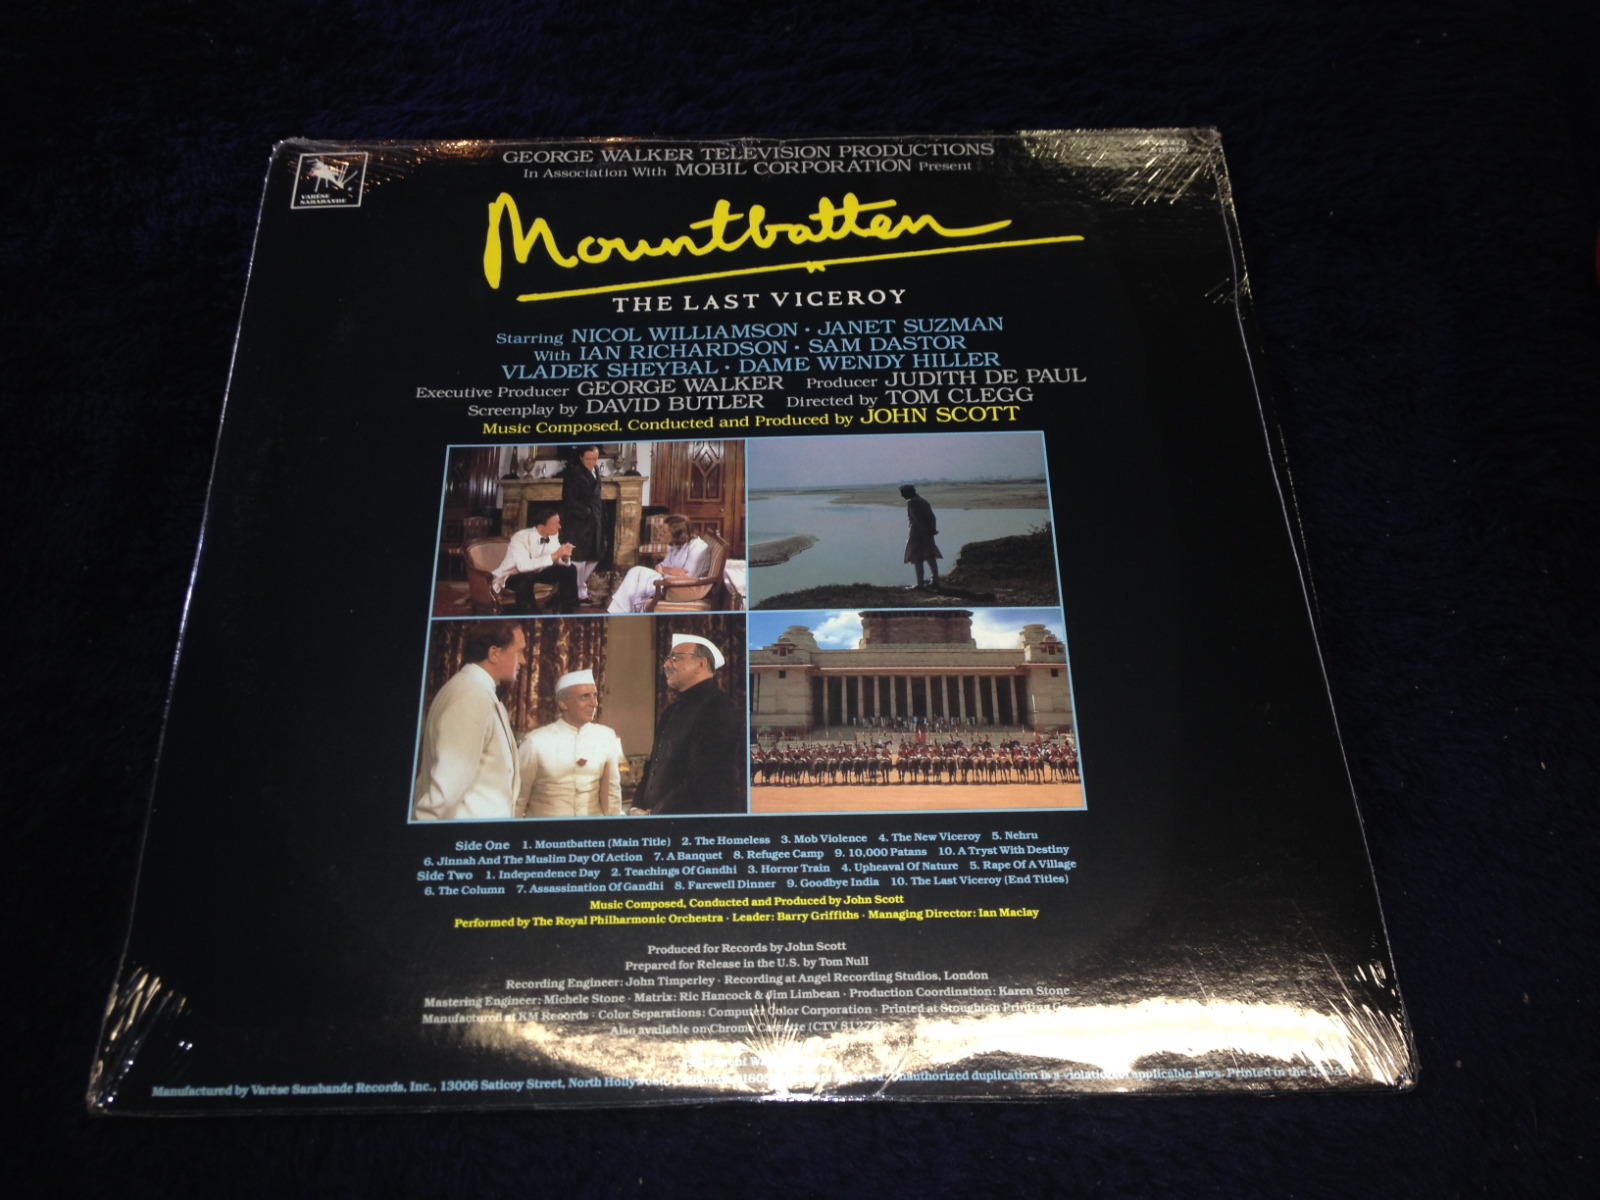 VARÈSE
SARABANDE
STEREO
GEORGE WALKER TELEVISION PRODUCTIONS
In Association With MOBIL CORPORATION Present
Mountbatten
THE LAST VICEROY
Starring NICOL WILLIAMSON · JANET SUZMAN
With IAN RICHARDSON · SAM DASTOR
VLADEK SHEYBAL · DAME WENDY HILLER
Executive Producer GEORGE WALKER Producer JUDITH DE PAUL
Screenplay by DAVID BUTLER Directed by TOM CLEGG
Music Composed, Conducted and Produced by JOHN SCOTT
Side One 1. Mountbatten (Main Title) 2. The Homeless 3. Mob Violence 4. The New Viceroy 5. Nehru
6. Jinnah And The Muslim Day Of Action 7. A Banquet 8. Refugee Camp 9. 10,000 Patans 10. A Tryst With Destiny
Side Two 1. Independence Day 2. Teachings Of Gandhi 3. Horror Train 4. Upheaval Of Nature 5. Rape Of A Village
6. The Column 7. Assassination Of Gandhi 8. Farewell Dinner 9. Goodbye India 10. The Last Viceroy (End Titles)
Music Composed, Conducted and Produced by John Scott
Performed by The Royal Philharmonic Orchestra · Leader: Barry Griffiths · Managing Director: Ian Maclay
Produced for Records by John Scott
Prepared for Release in the U.S. by Tom Null
Recording Engineer: John Timperley · Recording at Angel Recording Studios, London
Mastering Engineer: Michele Stone · Matrix: Ric Hancock & Jim Limbean · Production Coordination: Karen Stone
Manufactured at KM Records · Color Separations: Computer Color Corporation · Printed at Stoughton Printing Co.
Also available on Chrome Cassette (CTV 81273)
Manufactured by Varèse Sarabande Records, Inc., 13006 Saticoy Street, North Hollywood, California reserved. Unauthorized duplication is a violation of applicable laws. Printed in the U.S.A.